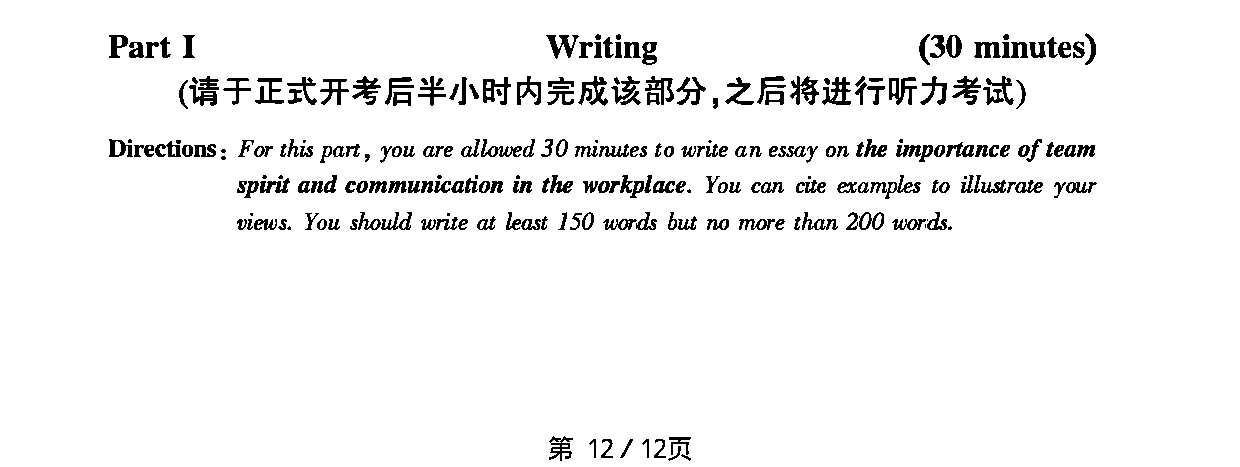 Part I Writing (30 minutes)
(请于正式开考后半小时内完成该部分,之后将进行听力考试)
Directions: For this part, you are allowed 30 minutes to write an essay on the importance of team
spirit and communication in the workplace. You can cite examples to illustrate your
views. You should write at least 150 words but no more than 200 words.
第 12 / 12页